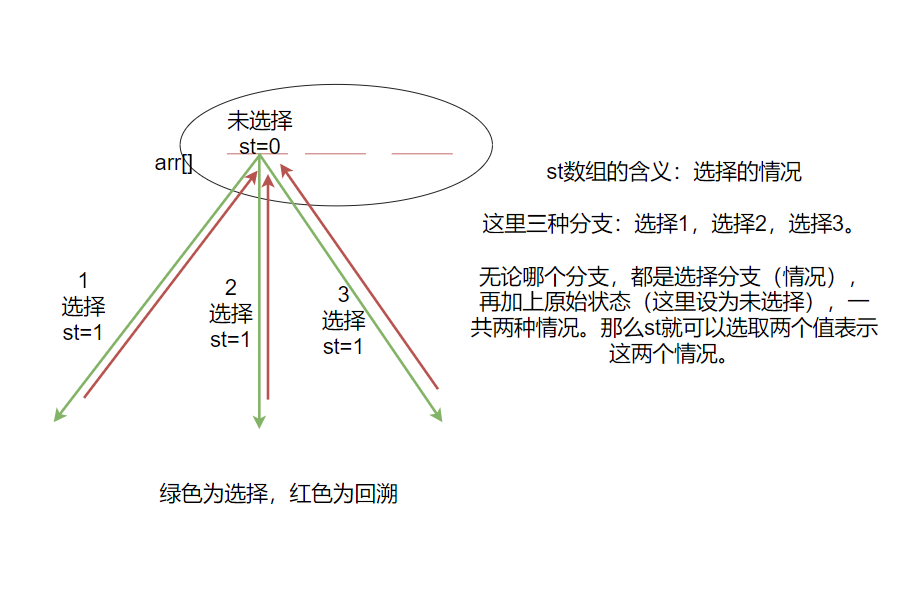 未选择
st=0
arr[]
1
选择
st=1
2
选择
st=1
3
选择
st=1
st数组的含义：选择的情况
这里三种分支：选择1，选择2，选择3。
无论哪个分支，都是选择分支（情况），
再加上原始状态（这里设为未选择），一
共两种情况。那么st就可以选取两个值表示
这两个情况。
绿色为选择，红色为回溯